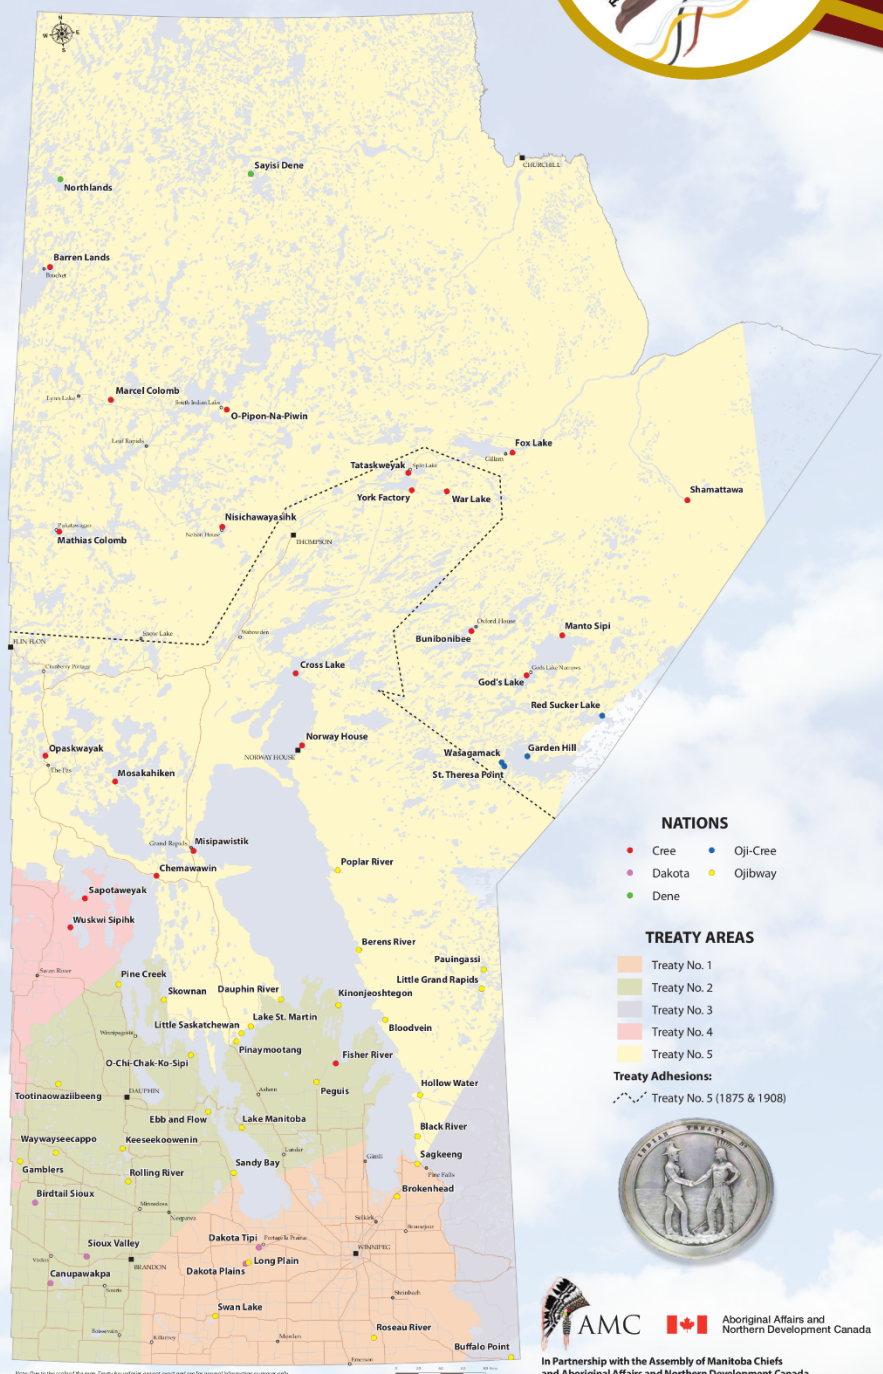 N
W
E
S
CHURCHILL
Sayisi Dene
Northlands
Barren Lands
Brochet
Marcel Colomb
Lynn Lake
South Indian Lake
O-Pipon-Na-Piwin
Leaf Rapids
Fox Lake
Gillam
Tataskweyak
Split Lake
York Factory
War Lake
Shamattawa
Nisichawayasihk
Nelson House
Pukatawagan
Mathias Colomb
THOMPSON
Oxford House
Manto Sipi
Bunibonibee
Snow Lake
Wabowden
FLIN FLON
Cranberry Portage
Cross Lake
Gods Lake Narrows
God's Lake
Red Sucker Lake
Norway House
NORWAY HOUSE
Wasagamack
Garden Hill
St. Theresa Point
Opaskwayak
The Pas
Mosakahiken
Grand Rapids
Misipawistik
Chemawawin
Poplar River
Sapotaweyak
Wuskwi Sipihk
Berens River
Pauingassi
Swan River
Pine Creek
Little Grand Rapids
Skownan
Dauphin River
Kinonjeoshtegon
Lake St. Martin
Little Saskatchewan
Bloodvein
Winnipegosis
Pinaymootang
O-Chi-Chak-Ko-Sipi
Fisher River
Tootinaowaziibeeng
DAUPHIN
Ashern
Peguis
Hollow Water
Ebb and Flow
Lake Manitoba
Black River
Waywayseecappo
Keeseekoowenin
Lundar
Gimli
Sagkeeng
Gamblers
Sandy Bay
Pine Falls
Rolling River
Brokenhead
Birdtail Sioux
Minnedosa
Neepawa
Selkirk
Beausejour
Sioux Valley
Dakota Tipi
Portage la Prairie
WINNIPEG
Virden
BRANDON
Dakota Plains
Long Plain
Canupawakpa
Souris
Steinbach
Swan Lake
Roseau River
Boissevain
Killarney
Morden
Emerson
Buffalo Point
NATIONS
Cree
Oji-Cree
Dakota
Ojibway
Dene
TREATY AREAS
Treaty No. 1
Treaty No. 2
Treaty No. 3
Treaty No. 4
Treaty No. 5
Treaty Adhesions:
Treaty No. 5 (1875 & 1908)
INDIAN TREATY
AMC
Aboriginal Affairs and
Northern Development Canada
In Partnership with the Assembly of Manitoba Chiefs
and Aboriginal Affairs and Northern Development Canada